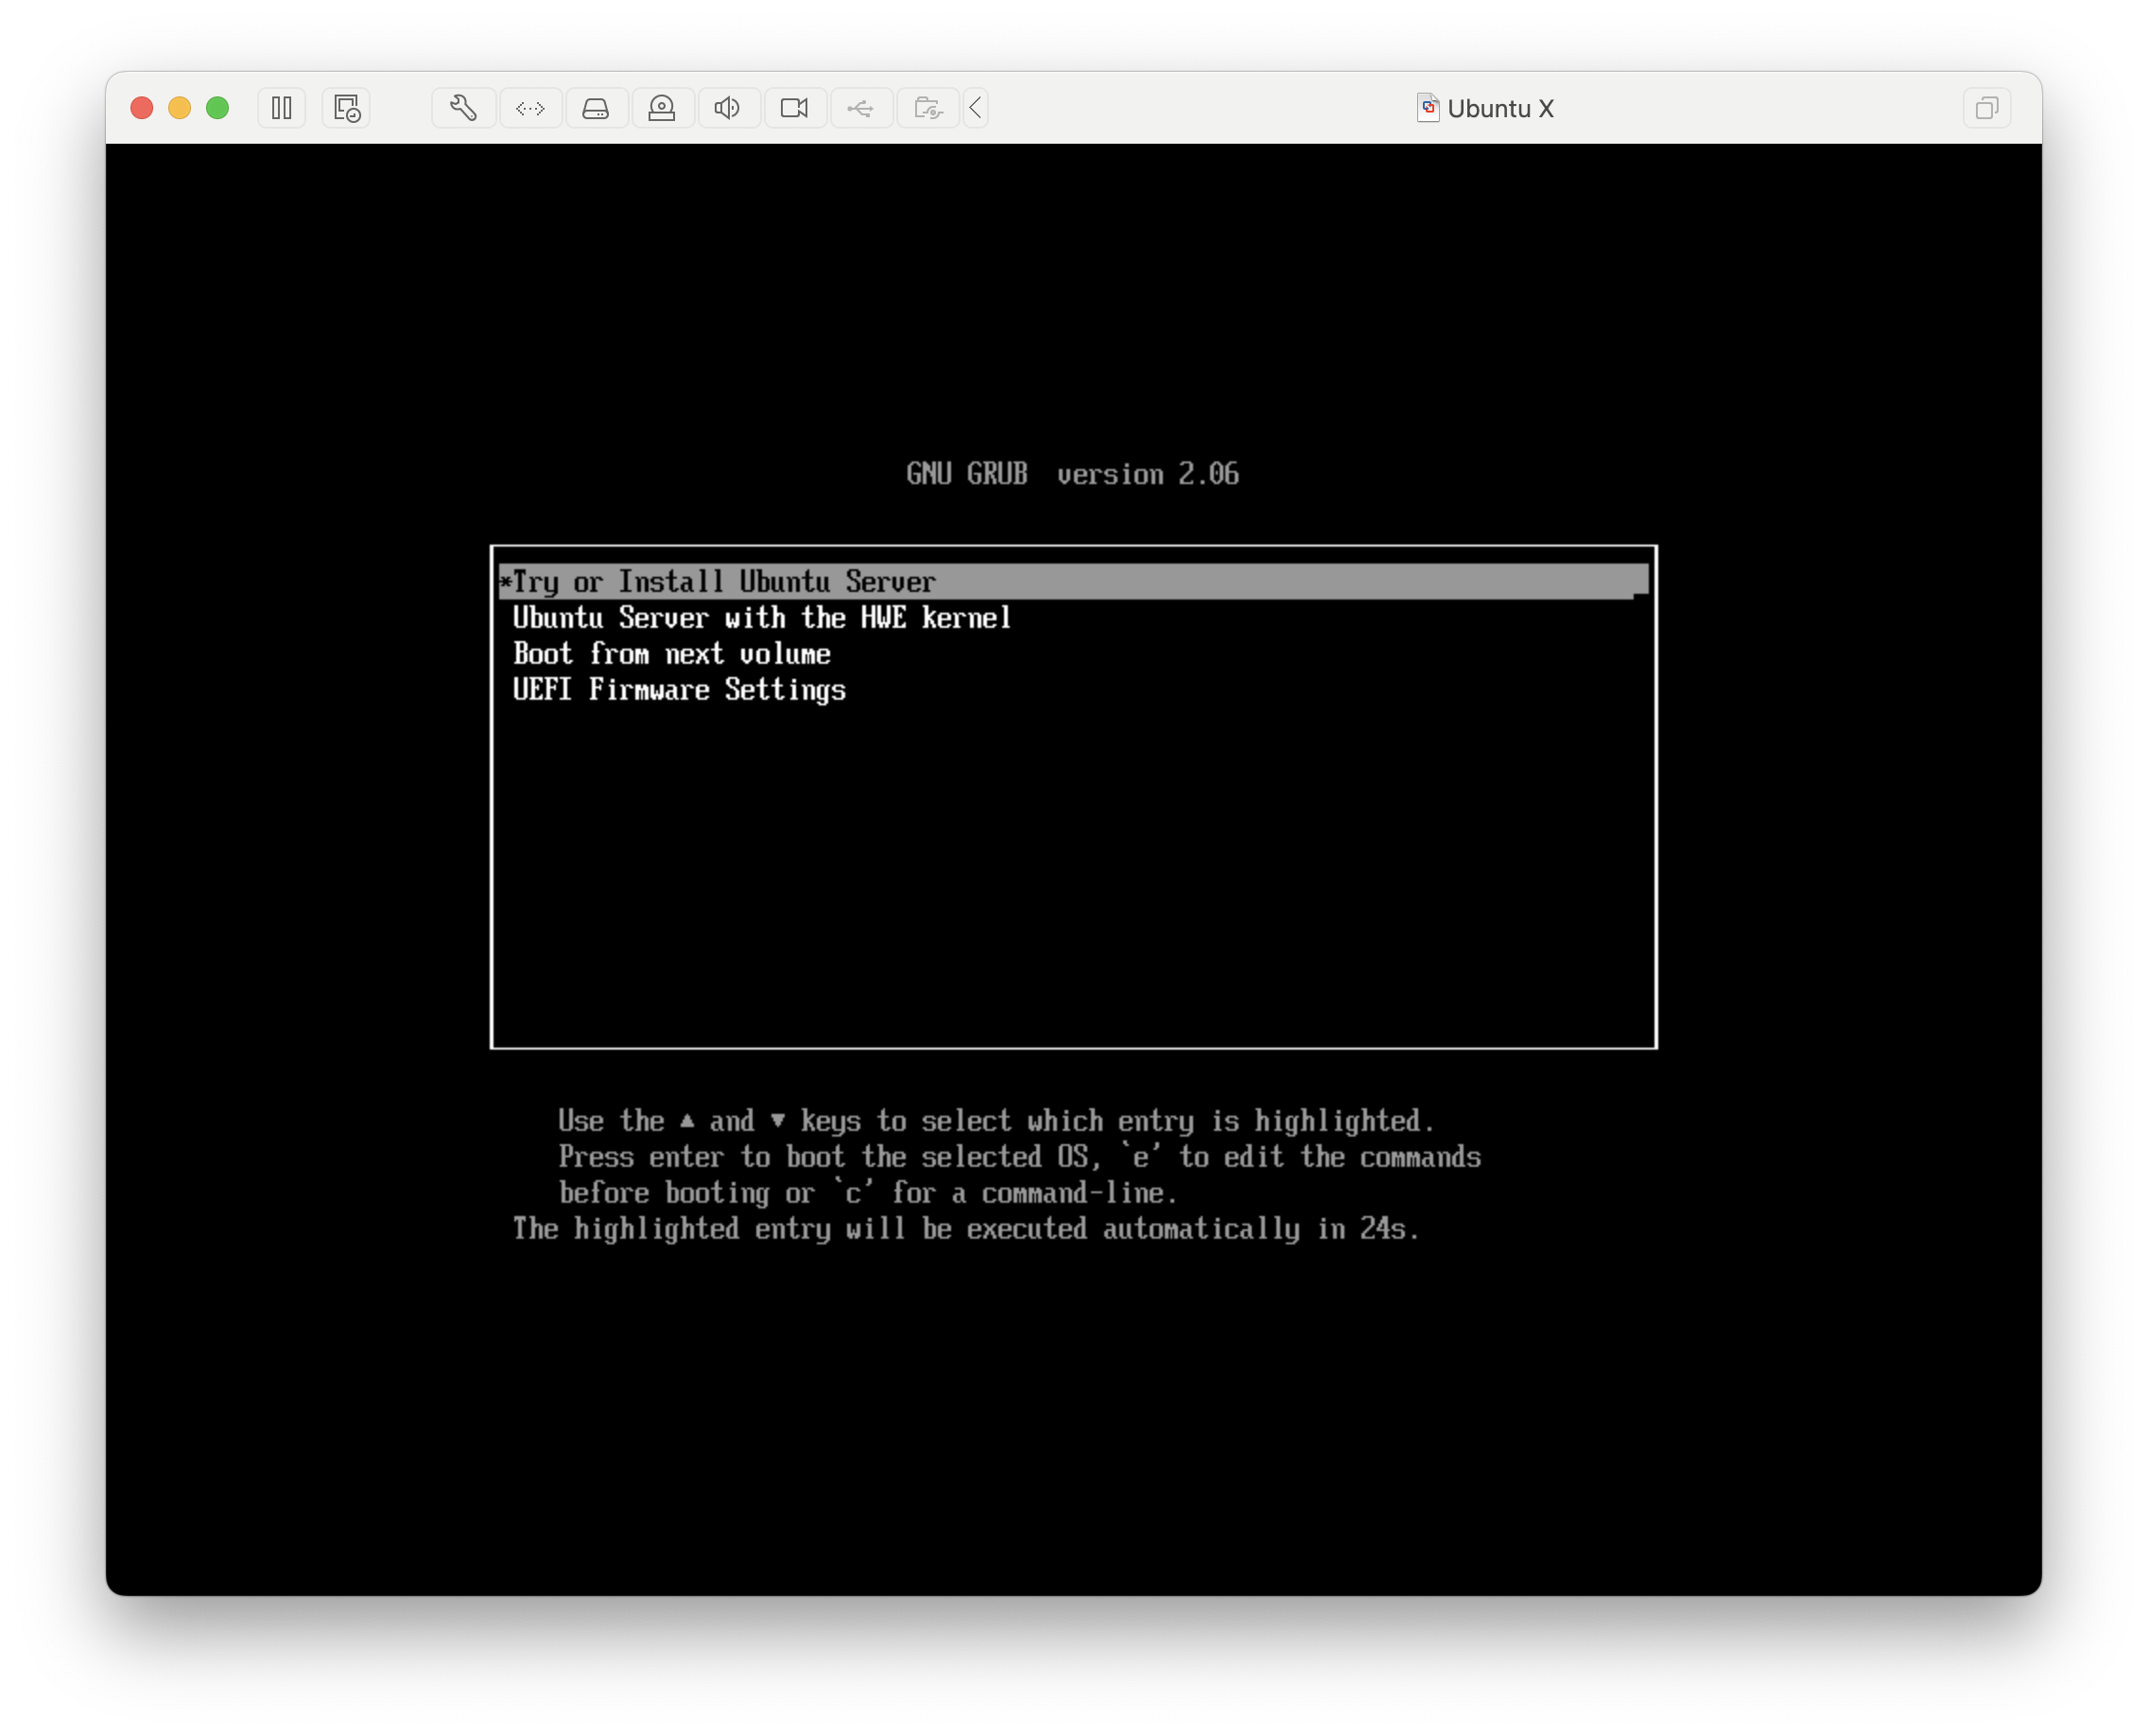 Ubuntu X
GNU GRUB  version 2.06
*Try or Install Ubuntu Server
Ubuntu Server with the HWE kernel
Boot from next volume
UEFI Firmware Settings
Use the ▲ and ▼ keys to select which entry is highlighted.
Press enter to boot the selected OS, `e' to edit the commands
before booting or `c' for a command-line.
The highlighted entry will be executed automatically in 24s.